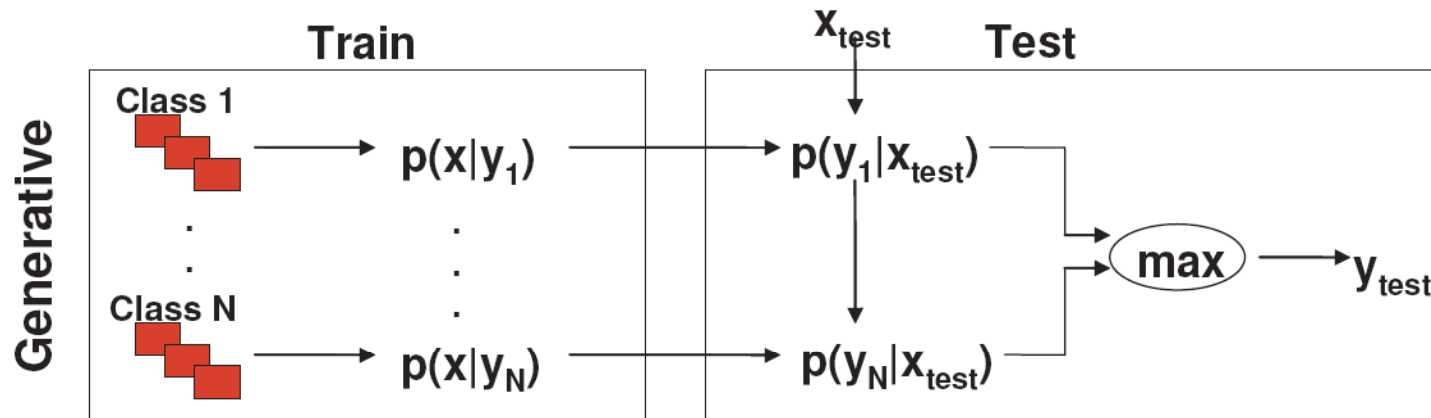 Train
x_test
Test
Generative
Class 1
p(x|y_1)
p(y_1|x_test)
.
.
.
.
.
max
y_test
Class N
p(x|y_N)
p(y_N|x_test)